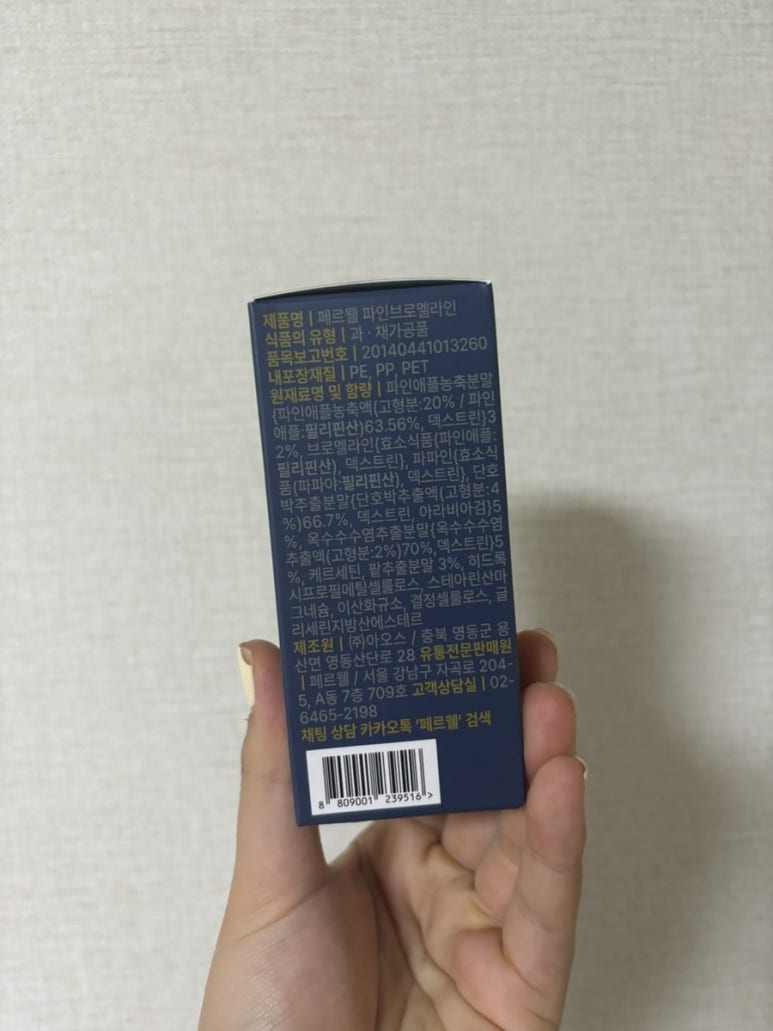 제품명 | 페르웰 파인브로멜라인
식품의 유형 | 과·채가공품
품목보고번호 | 20140441013260
내포장재질 | PE, PP, PET
원재료명 및 함량 | 파인애플농축분말
{파인애플농축액(고형분:20% / 파인
애플:필리핀산)63.56%, 덱스트린}3
2%, 브로멜라인{효소식품(파인애플:
필리핀산), 덱스트린}, 파파인{효소식
품(파파야:필리핀산), 덱스트린}, 단호
박추출분말{단호박추출액(고형분:4
%)66.7%, 덱스트린, 아라비아검}5
%, 옥수수수염추출분말{옥수수수염
추출액(고형분:2%)70%,덱스트린}5
%, 케르세틴, 팥추출분말 3%, 히드록
시프로필메틸셀룰로스, 스테아린산마
그네슘, 이산화규소, 결정셀룰로스, 글
리세린지방산에스테르
제조원 | ㈜아오스 / 충북 영동군 용
산면 영동산단로 28 유통전문판매원
| 페르웰 / 서울 강남구 자곡로 204-
5, A동 7층 709호 고객상담실 | 02-
6465-2198
채팅 상담 카카오톡 '페르웰' 검색
8 809001 239516 >